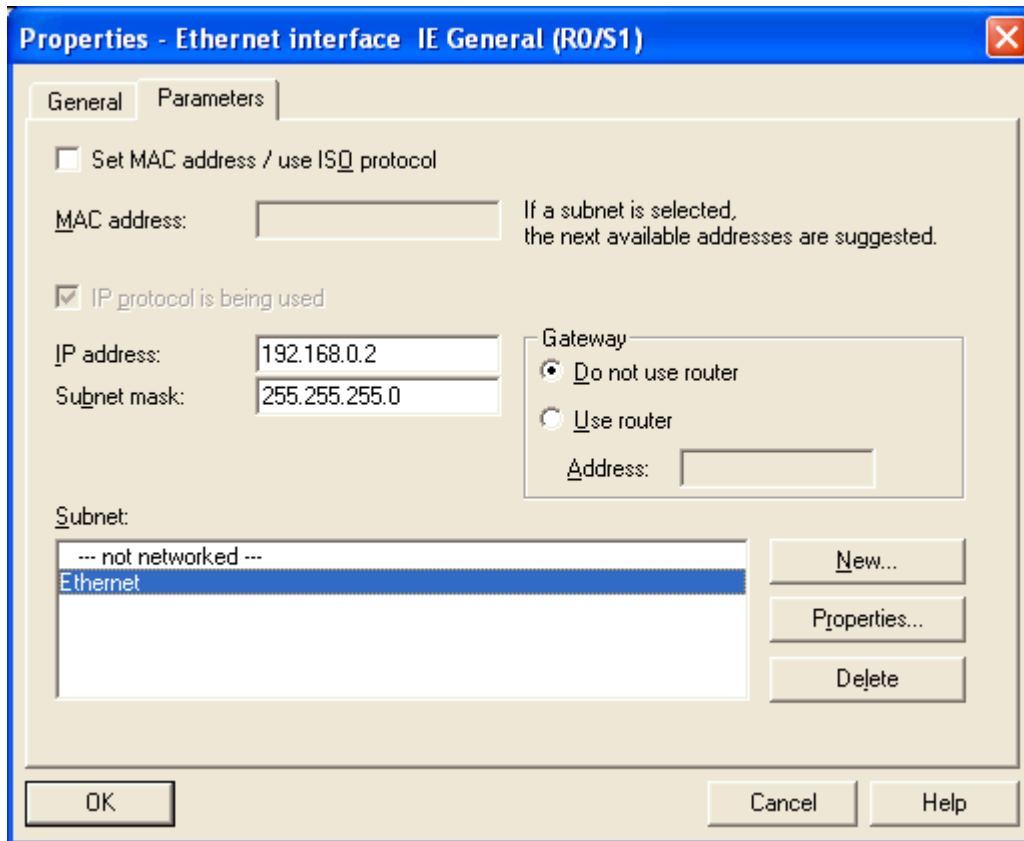 Properties - Ethernet interface IE General (R0/S1)
General Parameters
Set MAC address / use ISO protocol
MAC address:
If a subnet is selected,
the next available addresses are suggested.
IP protocol is being used
IP address: 192.168.0.2
Subnet mask: 255.255.255.0
Gateway
Do not use router
Use router
Address:
Subnet:
--- not networked ---
Ethernet
New...
Properties...
Delete
OK Cancel Help